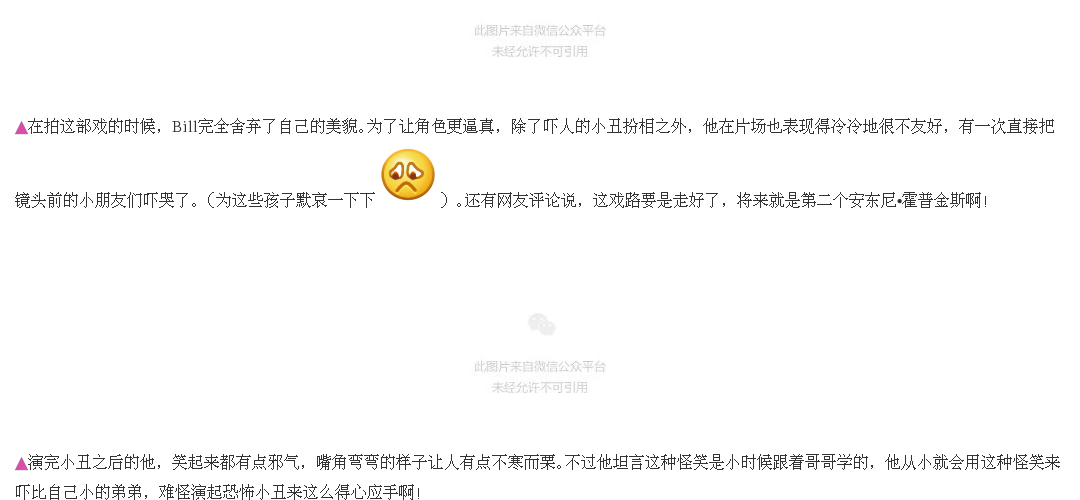 此图片来自微信公众平台
未经允许不可引用
▲在拍这部戏的时候，Bill完全舍弃了自己的美貌。为了让角色更逼真，除了吓人的小丑扮相之外，他在片场也表现得冷冷地很不友好，有一次直接把
镜头前的小朋友们吓哭了。（为这些孩子默哀一下下 ）。还有网友评论说，这戏路要是走好了，将来就是第二个安东尼•霍普金斯啊！
此图片来自微信公众平台
未经允许不可引用
▲演完小丑之后的他，笑起来都有点邪气，嘴角弯弯的样子让人有点不寒而栗。不过他坦言这种怪笑是小时候跟着哥哥学的，他从小就会用这种怪笑来
吓比自己小的弟弟，难怪演起恐怖小丑来这么得心应手啊！